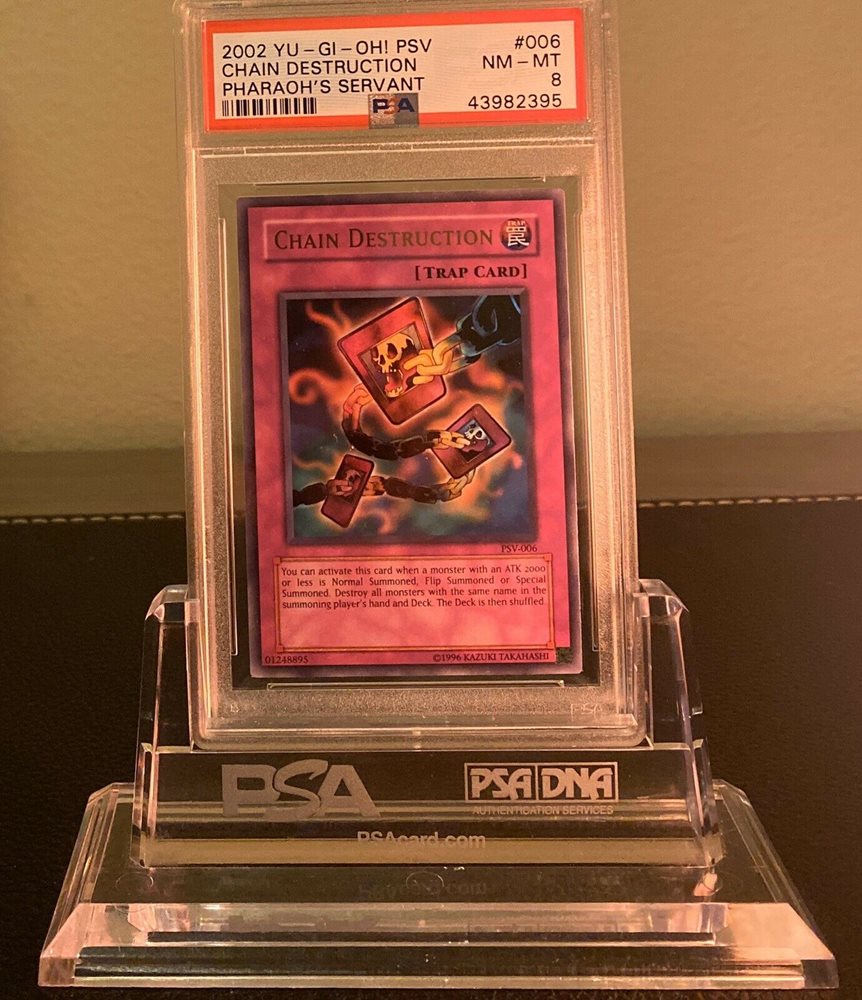 2002 YU-GI-OH! PSV #006
CHAIN DESTRUCTION NM-MT
PHARAOH'S SERVANT 8
PSA 43982395
CHAIN DESTRUCTION
TRAP
罠
[TRAP CARD]
PSV-006
You can activate this card when a monster with an ATK 2000
or less is Normal Summoned, Flip Summoned or Special
Summoned. Destroy all monsters with the same name in the
summoning player's hand and Deck. The Deck is then shuffled.
01248895 ©1996 KAZUKI TAKAHASHI
PSA
PSA PSA/DNA
AUTHENTICATION SERVICES
PSAcard.com